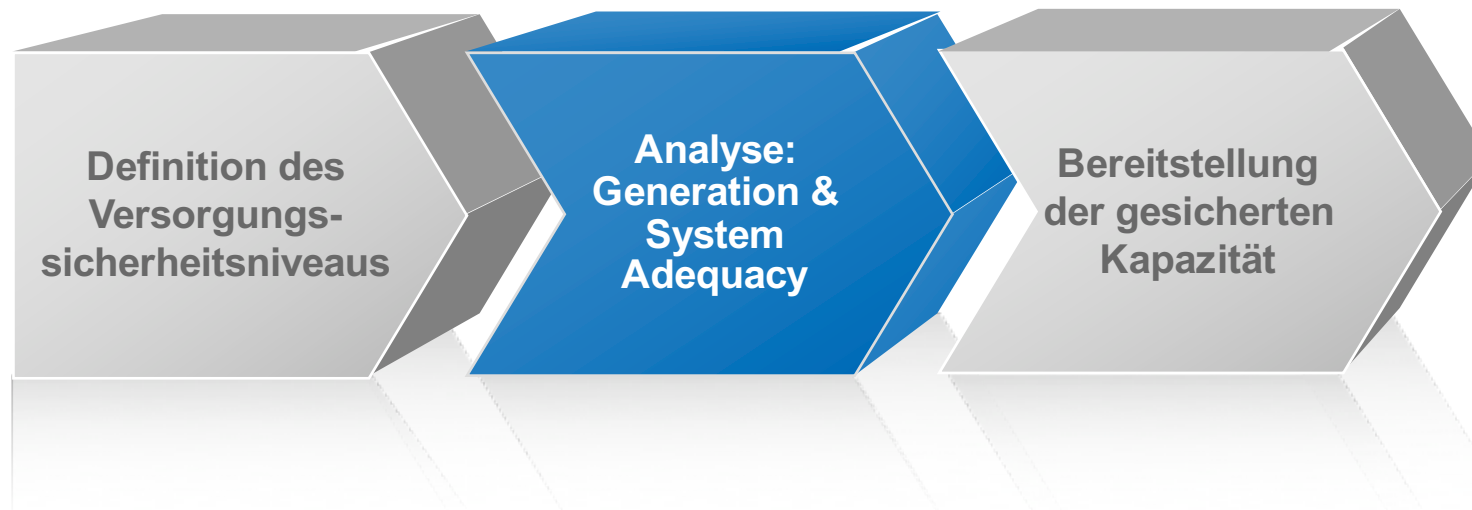 Definition des
Versorgungs-
sicherheitsniveaus
Analyse:
Generation &
System
Adequacy
Bereitstellung
der gesicherten
Kapazität